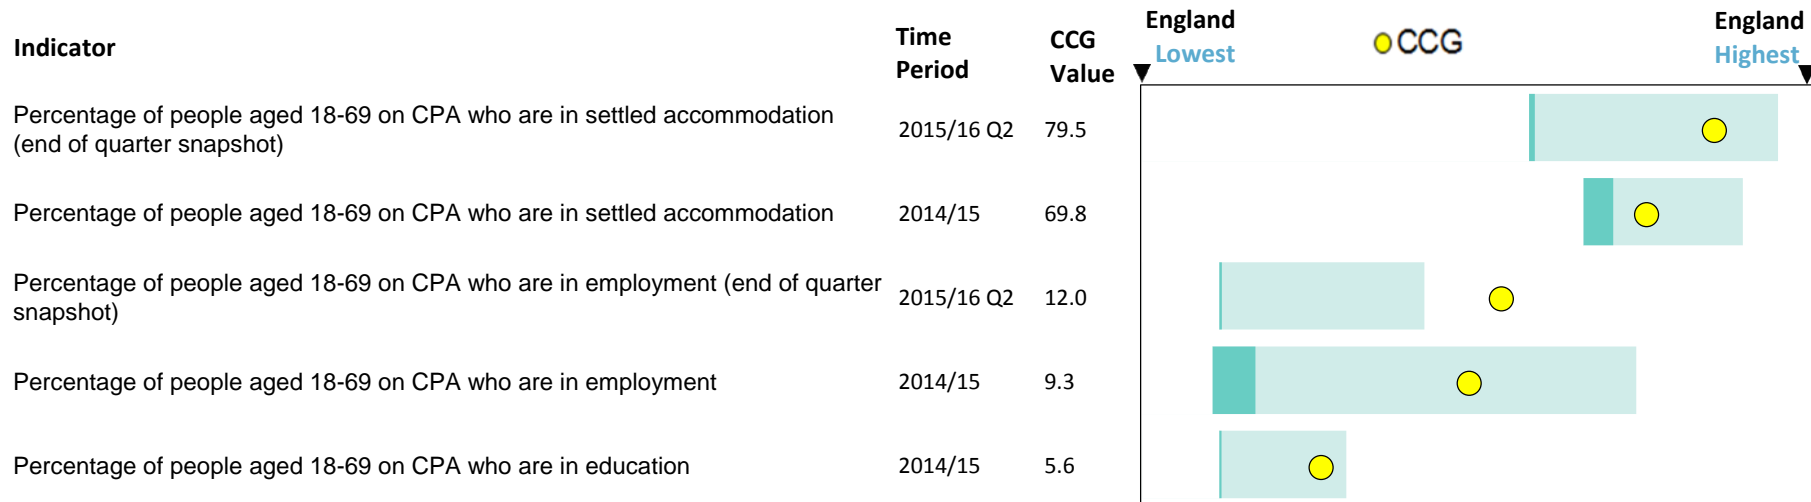 Indicator
Time
Period
CCG
Value
England
Lowest
CCG
England
Highest
Percentage of people aged 18-69 on CPA who are in settled accommodation
(end of quarter snapshot)
2015/16 Q2
79.5
Percentage of people aged 18-69 on CPA who are in settled accommodation
2014/15
69.8
Percentage of people aged 18-69 on CPA who are in employment (end of quarter
snapshot)
2015/16 Q2
12.0
Percentage of people aged 18-69 on CPA who are in employment
2014/15
9.3
Percentage of people aged 18-69 on CPA who are in education
2014/15
5.6